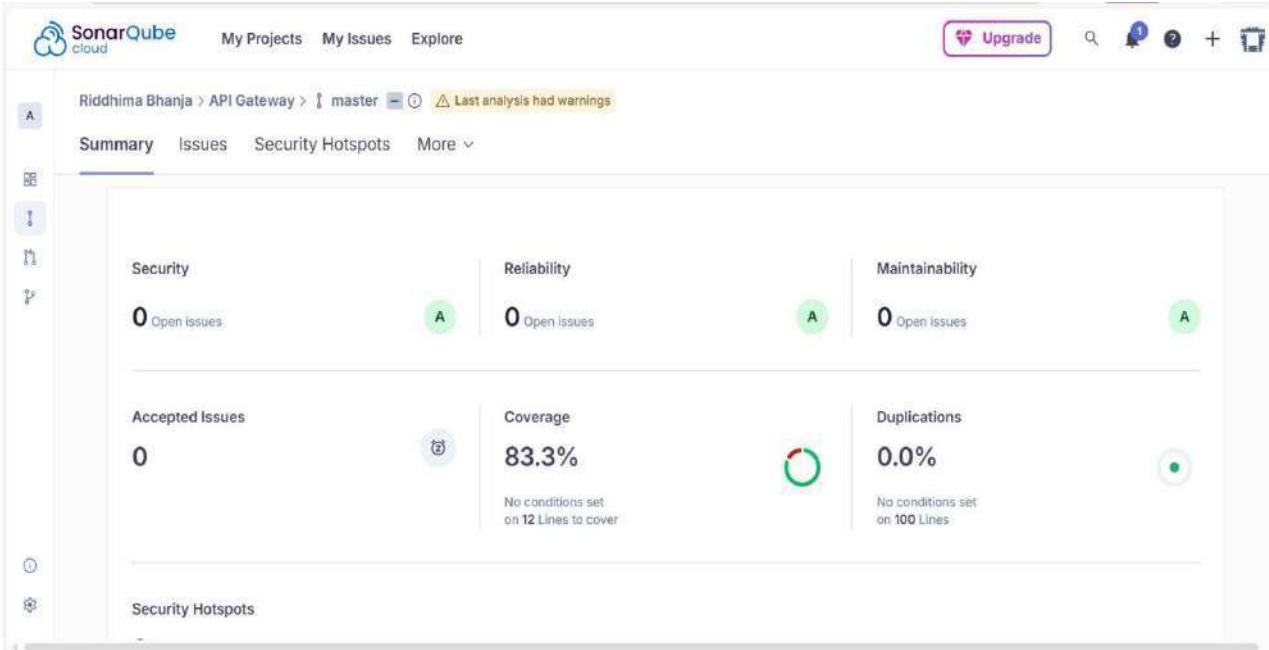 SonarQube cloud My Projects My Issues Explore Upgrade 1 ? +
A Riddhima Bhanja > API Gateway > master Last analysis had warnings
Summary Issues Security Hotspots More
Security Reliability Maintainability
0 Open issues A 0 Open issues A 0 Open issues A
Accepted Issues Coverage Duplications
0 83.3% 0.0%
No conditions set No conditions set
on 12 Lines to cover on 100 Lines
Security Hotspots